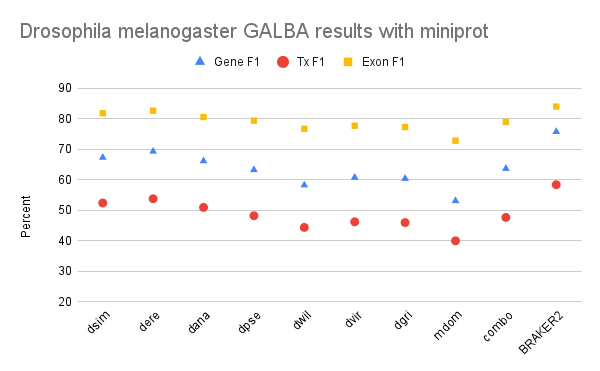 Drosophila melanogaster GALBA results with miniprot
Gene F1 Tx F1 Exon F1
Percent
90
80
70
60
50
40
30
20
dsim dere dana dpse dwil dvir dgri mdom combo BRAKER2